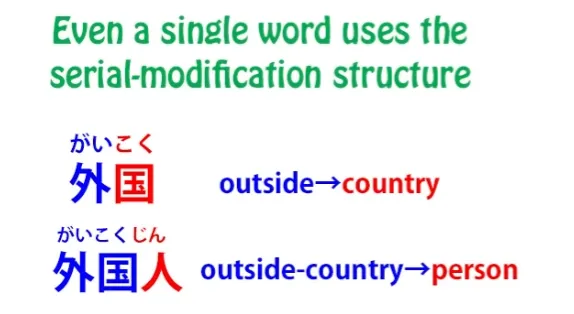 Even a single word uses the
serial-modification structure
がいこく
外国 outside→country
がいこくじん
外国人 outside-country→person